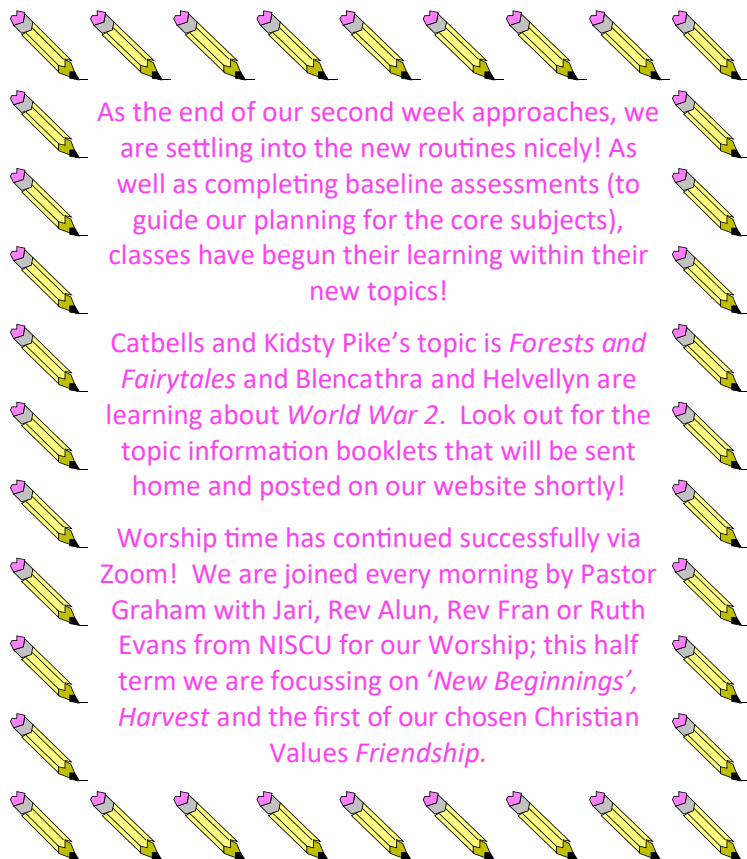 As the end of our second week approaches, we
are settling into the new routines nicely! As
well as completing baseline assessments (to
guide our planning for the core subjects),
classes have begun their learning within their
new topics!
Catbells and Kidsty Pike’s topic is Forests and
Fairytales and Blencathra and Helvellyn are
learning about World War 2.  Look out for the
topic information booklets that will be sent
home and posted on our website shortly!
Worship time has continued successfully via
Zoom!  We are joined every morning by Pastor
Graham with Jari, Rev Alun, Rev Fran or Ruth
Evans from NISCU for our Worship; this half
term we are focussing on ‘New Beginnings’,
Harvest and the first of our chosen Christian
Values Friendship.